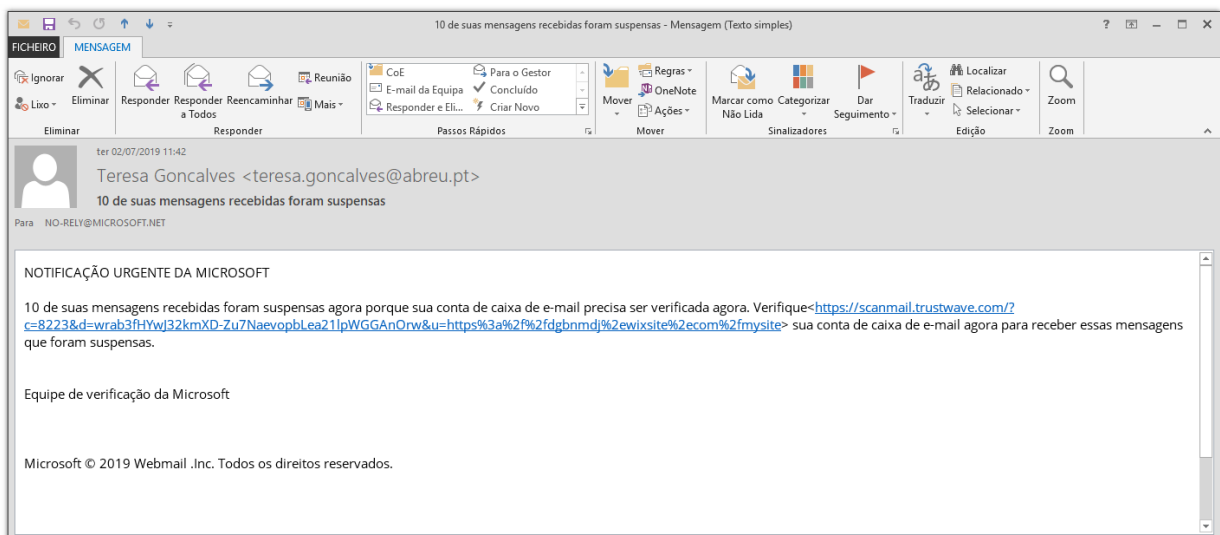 10 de suas mensagens recebidas foram suspensas - Mensagem (Texto simples)
FICHEIRO MENSAGEM
Ignorar
Lixo
Eliminar
Eliminar
Responder Responder a Todos Reencaminhar
Reunião
Mais
Responder
CoE Para o Gestor
E-mail da Equipa Concluído
Responder e Eli... Criar Novo
Passos Rápidos
Mover
Regras
OneNote
Ações
Mover
Marcar como Não Lida Categorizar Dar Seguimento
Sinalizadores
Traduzir
Localizar
Relacionado
Selecionar
Edição
Zoom
Zoom
ter 02/07/2019 11:42
Teresa Goncalves <teresa.goncalves@abreu.pt>
10 de suas mensagens recebidas foram suspensas
Para NO-RELY@MICROSOFT.NET
NOTIFICAÇÃO URGENTE DA MICROSOFT
10 de suas mensagens recebidas foram suspensas agora porque sua conta de caixa de e-mail precisa ser verificada agora. Verifique<https://scanmail.trustwave.com/?
c=8223&d=wrab3fHYwJ32kmXD-Zu7NaevopbLea21lpWGGAnOrw&u=https%3a%2f%2fdgbnmdj%2ewixsite%2ecom%2fmysite> sua conta de caixa de e-mail agora para receber essas mensagens
que foram suspensas.
Equipe de verificação da Microsoft
Microsoft © 2019 Webmail .Inc. Todos os direitos reservados.